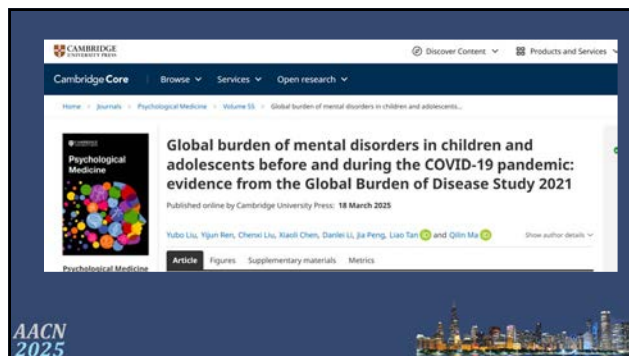 CAMBRIDGE
UNIVERSITY PRESS
Discover Content
Products and Services
Cambridge Core
Browse
Services
Open research
Home > Journals > Psychological Medicine > Volume 55 > Global burden of mental disorders in children and adolescents...
Psychological
Medicine
Global burden of mental disorders in children and
adolescents before and during the COVID-19 pandemic:
evidence from the Global Burden of Disease Study 2021
Published online by Cambridge University Press: 18 March 2025
Yubo Liu, Yijun Ren, Chenxi Liu, Xiaoli Chen, Danlei Li, Jia Peng, Liao Tan and Qilin Ma
Show author details
Psychological Medicine
Article
Figures
Supplementary materials
Metrics
AACN
2025